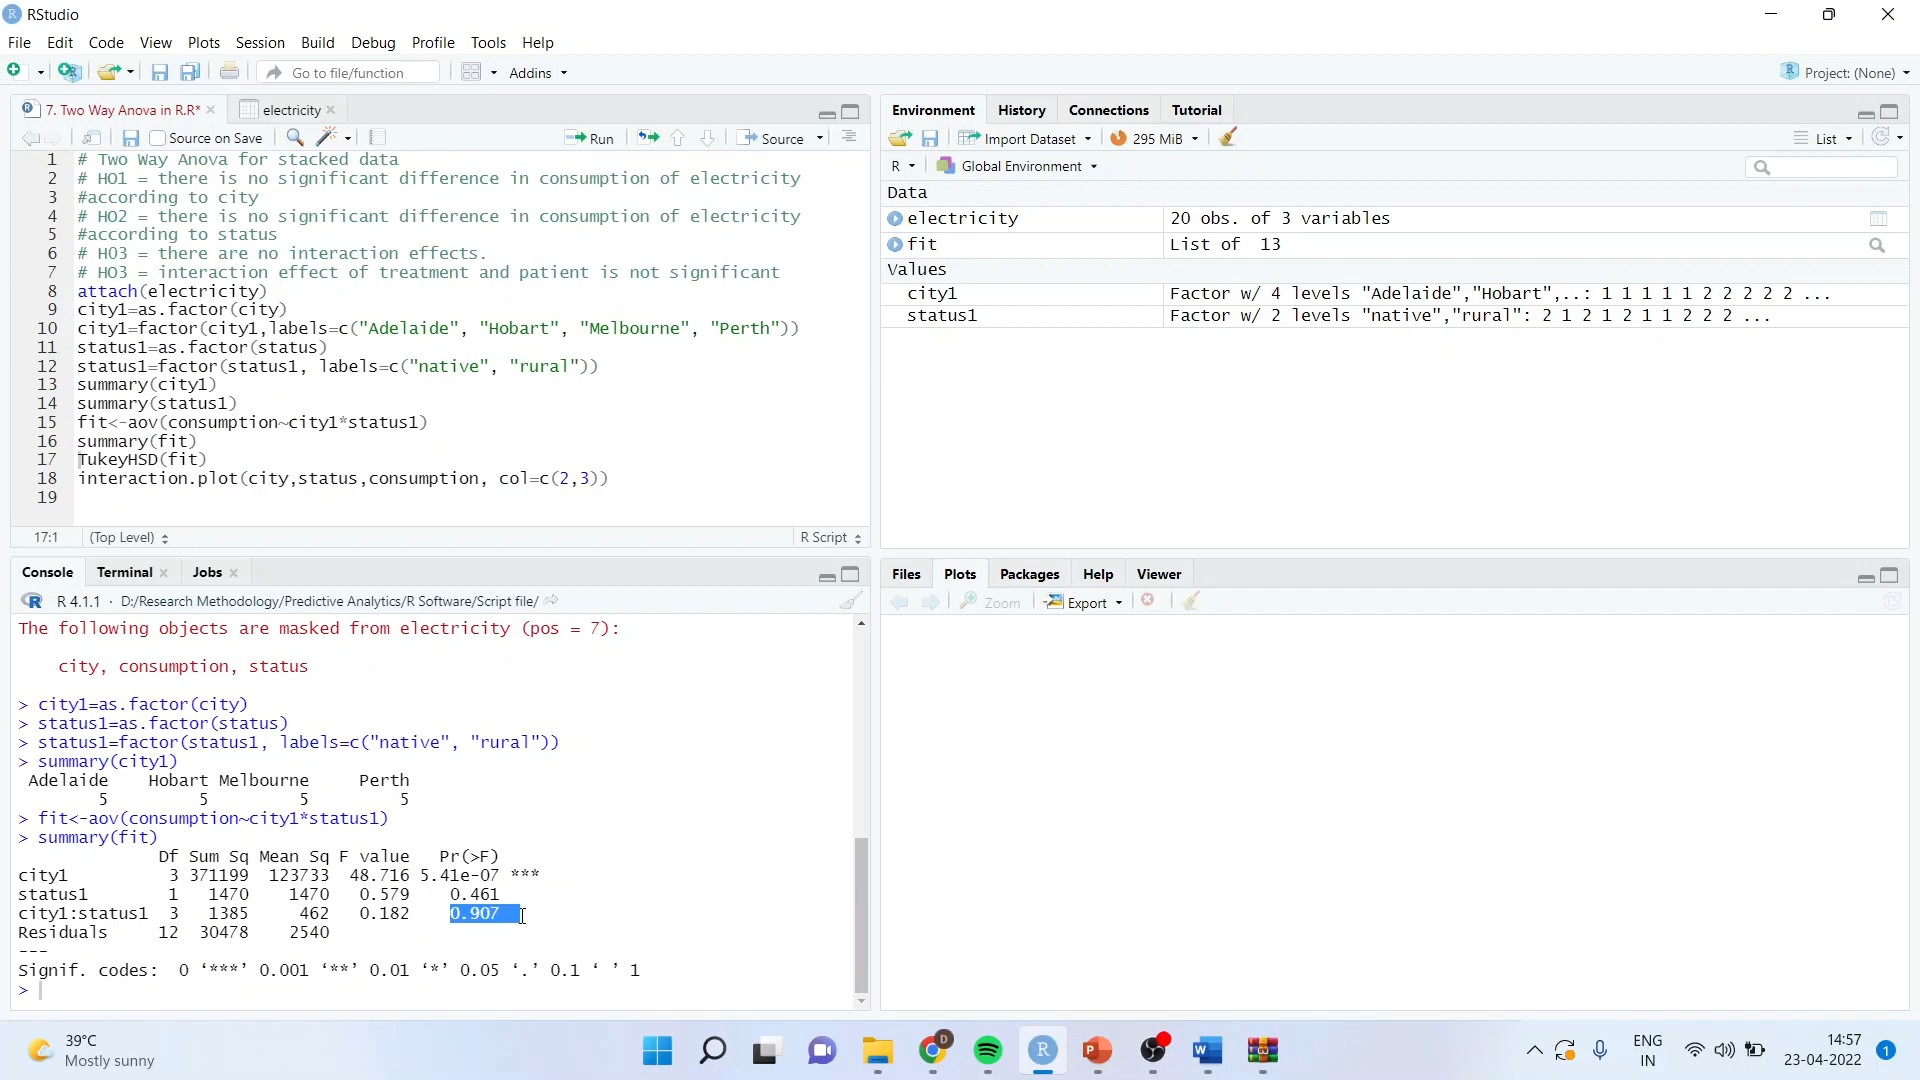 RStudio
File Edit Code View Plots Session Build Debug Profile Tools Help
Go to file/function Addins Project: (None)
7. Two Way Anova in R.R* electricity
Source on Save Run Source
1 # Two Way Anova for stacked data
2 # HO1 = there is no significant difference in consumption of electricity
3 #according to city
4 # HO2 = there is no significant difference in consumption of electricity
5 #according to status
6 # HO3 = there are no interaction effects.
7 # HO3 = interaction effect of treatment and patient is not significant
8 attach(electricity)
9 city1=as.factor(city)
10 city1=factor(city1,labels=c("Adelaide", "Hobart", "Melbourne", "Perth"))
11 status1=as.factor(status)
12 status1=factor(status1, labels=c("native", "rural"))
13 summary(city1)
14 summary(status1)
15 fit<-aov(consumption~city1*status1)
16 summary(fit)
17 TukeyHSD(fit)
18 interaction.plot(city,status,consumption, col=c(2,3))
19
17:1 (Top Level) R Script
Console Terminal Jobs
R 4.1.1 · D:/Research Methodology/Predictive Analytics/R Software/Script file/
The following objects are masked from electricity (pos = 7):
city, consumption, status
> city1=as.factor(city)
> status1=as.factor(status)
> status1=factor(status1, labels=c("native", "rural"))
> summary(city1)
Adelaide Hobart Melbourne Perth
5 5 5 5
> fit<-aov(consumption~city1*status1)
> summary(fit)
Df Sum Sq Mean Sq F value Pr(>F)
city1 3 371199 123733 48.716 5.41e-07 ***
status1 1 1470 1470 0.579 0.461
city1:status1 3 1385 462 0.182 0.907
Residuals 12 30478 2540
---
Signif. codes: 0 ‘***’ 0.001 ‘**’ 0.01 ‘*’ 0.05 ‘.’ 0.1 ‘ ’ 1
>
Environment History Connections Tutorial
Import Dataset 295 MiB List
R Global Environment
Data
electricity 20 obs. of 3 variables
fit List of 13
Values
city1 Factor w/ 4 levels "Adelaide","Hobart",..: 1 1 1 1 1 2 2 2 2 2 ...
status1 Factor w/ 2 levels "native","rural": 2 1 2 1 2 1 1 2 2 2 ...
Files Plots Packages Help Viewer
Zoom Export
39°C
Mostly sunny
D
ENG
IN
14:57
23-04-2022
1